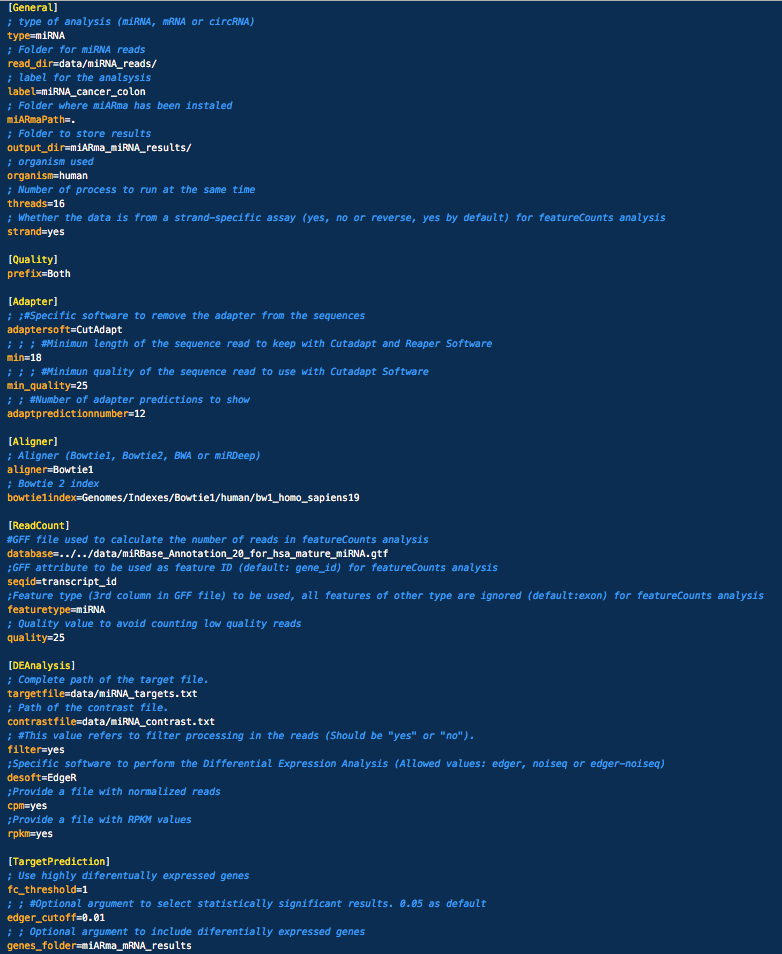 [General]
; type of analysis (miRNA, mRNA or circRNA)
type=miRNA
; Folder for miRNA reads
read_dir=data/miRNA_reads/
; label for the analsysis
label=miRNA_cancer_colon
; Folder where miARma has been instaled
miARmaPath=.
; Folder to store results
output_dir=miARma_miRNA_results/
; organism used
organism=human
; Number of process to run at the same time
threads=16
; Whether the data is from a strand-specific assay (yes, no or reverse, yes by default) for featureCounts analysis
strand=yes
[Quality]
prefix=Both
[Adapter]
; ;#Specific software to remove the adapter from the sequences
adaptersoft=CutAdapt
; ; ; #Minimun length of the sequence read to keep with Cutadapt and Reaper Software
min=18
; ; ; #Minimun quality of the sequence read to use with Cutadapt Software
min_quality=25
; ; #Number of adapter predictions to show
adaptpredictionnumber=12
[Aligner]
; Aligner (Bowtie1, Bowtie2, BWA or miRDeep)
aligner=Bowtie1
; Bowtie 2 index
bowtie1index=Genomes/Indexes/Bowtie1/human/bw1_homo_sapiens19
[ReadCount]
#GFF file used to calculate the number of reads in featureCounts analysis
database=../../data/miRBase_Annotation_20_for_hsa_mature_miRNA.gtf
;GFF attribute to be used as feature ID (default: gene_id) for featureCounts analysis
seqid=transcript_id
;Feature type (3rd column in GFF file) to be used, all features of other type are ignored (default:exon) for featureCounts analysis
featuretype=miRNA
; Quality value to avoid counting low quality reads
quality=25
[DEAnalysis]
; Complete path of the target file.
targetfile=data/miRNA_targets.txt
; Path of the contrast file.
contrastfile=data/miRNA_contrast.txt
; #This value refers to filter processing in the reads (Should be "yes" or "no").
filter=yes
;Specific software to perform the Differential Expression Analysis (Allowed values: edger, noiseq or edger-noiseq)
desoft=EdgeR
;Provide a file with normalized reads
cpm=yes
;Provide a file with RPKM values
rpkm=yes
[TargetPrediction]
; Use highly diferentually expressed genes
fc_threshold=1
; ; #Optional argument to select statistically significant results. 0.05 as default
edger_cutoff=0.01
; ; Optional argument to include diferentially expressed genes
genes_folder=miARma_mRNA_results